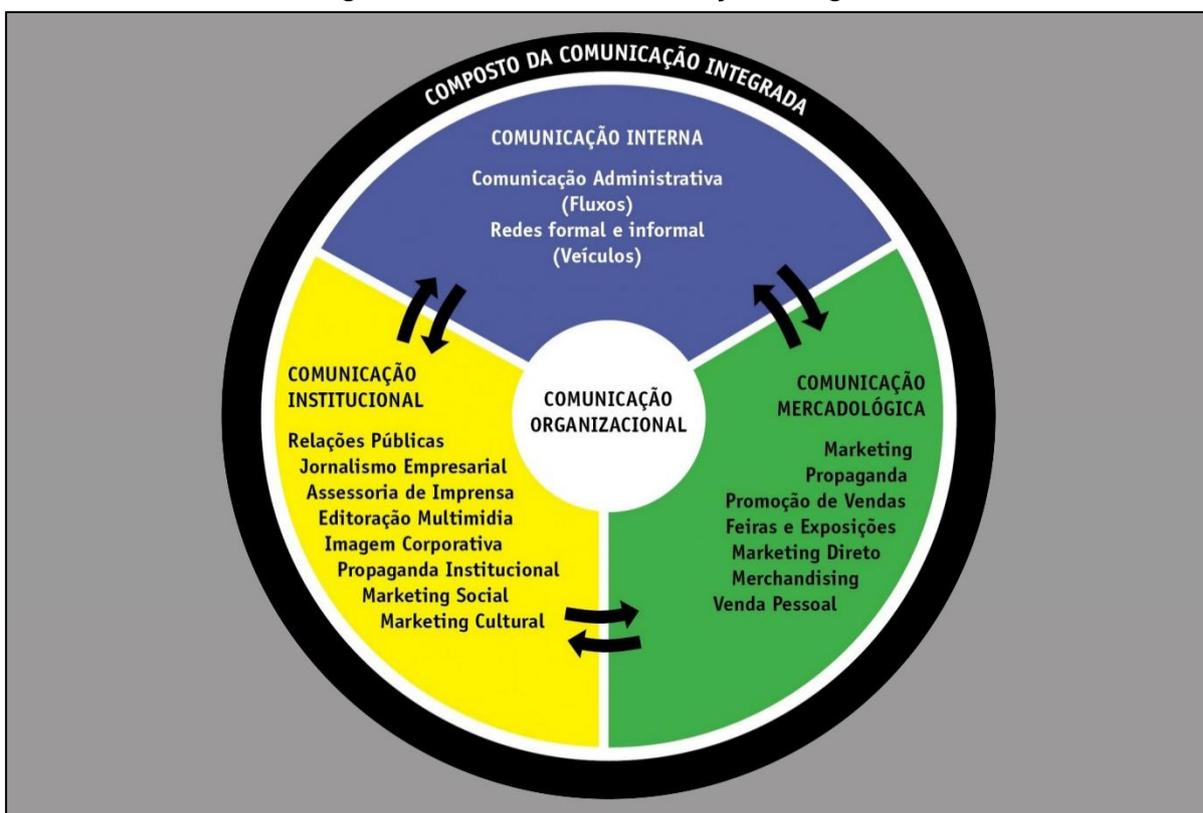 COMPOSTO DA COMUNICAÇÃO INTEGRADA
COMUNICAÇÃO INTERNA
Comunicação Administrativa
(Fluxos)
Redes formal e informal
(Veículos)
COMUNICAÇÃO
INSTITUCIONAL
Relações Públicas
Jornalismo Empresarial
Assessoria de Imprensa
Editoração Multimidia
Imagem Corporativa
Propaganda Institucional
Marketing Social
Marketing Cultural
COMUNICAÇÃO
ORGANIZACIONAL
COMUNICAÇÃO
MERCADOLÓGICA
Marketing
Propaganda
Promoção de Vendas
Feiras e Exposições
Marketing Direto
Merchandising
Venda Pessoal